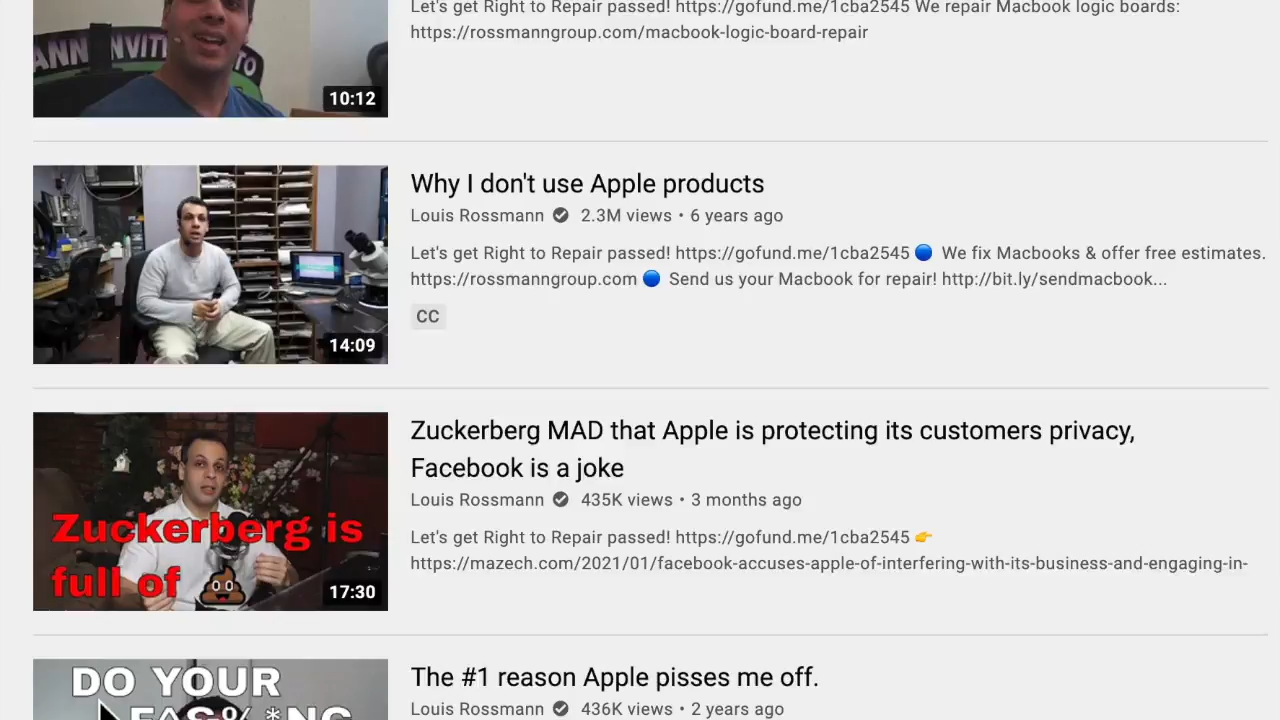 Let's get Right to Repair passed! https://gofund.me/1cba2545 We repair Macbook logic boards:
https://rossmanngroup.com/macbook-logic-board-repair
ANN INVIT TO
10:12
Why I don't use Apple products
Louis Rossmann 2.3M views • 6 years ago
Let's get Right to Repair passed! https://gofund.me/1cba2545 🔵 We fix Macbooks & offer free estimates.
https://rossmanngroup.com 🔵 Send us your Macbook for repair! http://bit.ly/sendmacbook...
CC
14:09
Zuckerberg MAD that Apple is protecting its customers privacy,
Facebook is a joke
Louis Rossmann 435K views • 3 months ago
Let's get Right to Repair passed! https://gofund.me/1cba2545 👉
https://mazech.com/2021/01/facebook-accuses-apple-of-interfering-with-its-business-and-engaging-in-
Zuckerberg is
full of 💩
17:30
The #1 reason Apple pisses me off.
Louis Rossmann 436K views • 2 years ago
DO YOUR
F^$%*NG